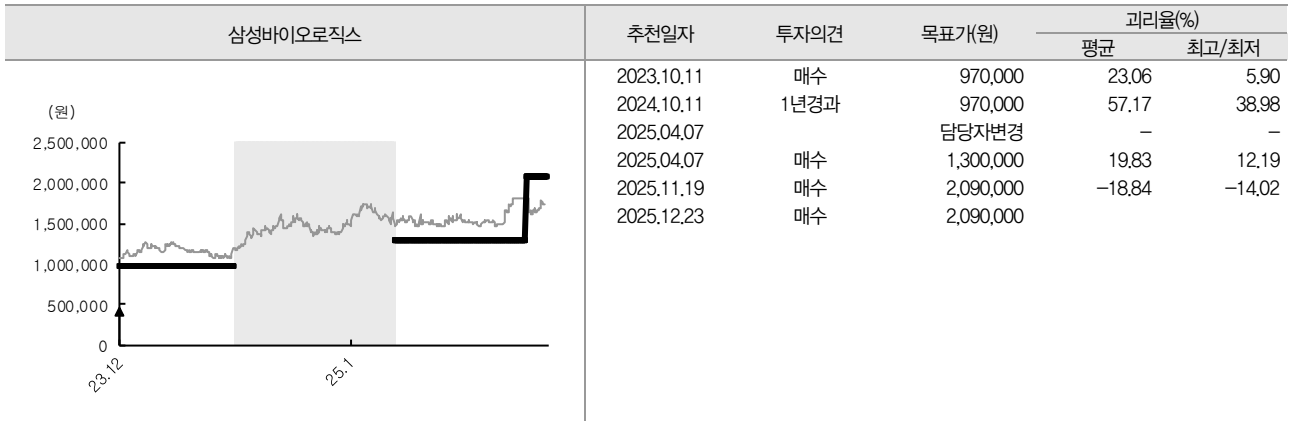 삼성바이오로직스
(원)
2,500,000
2,000,000
1,500,000
1,000,000
500,000
0
23.12
25.1
추천일자 투자의견 목표가(원) 괴리율(%)
평균 최고/최저
2023.10.11 매수 970,000 23.06 5.90
2024.10.11 1년경과 970,000 57.17 38.98
2025.04.07 담당자변경 – –
2025.04.07 매수 1,300,000 19.83 12.19
2025.11.19 매수 2,090,000 –18.84 –14.02
2025.12.23 매수 2,090,000